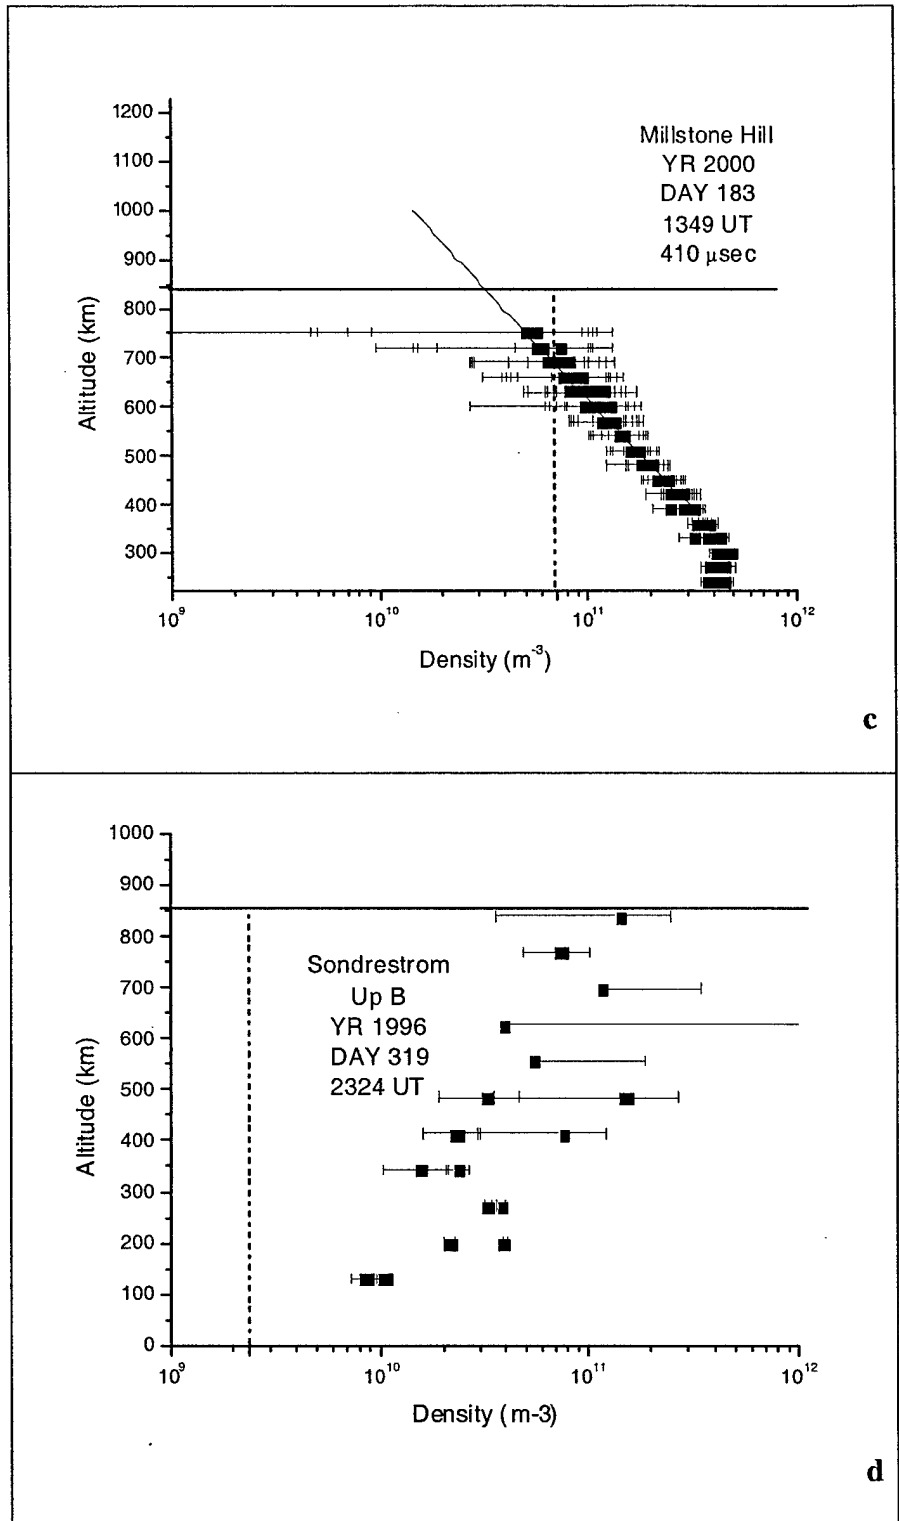 1200
1100
1000
900
800
700
600
500
400
300
Altitude (km)
Millstone Hill
YR 2000
DAY 183
1349 UT
410 μsec
10⁹ 10¹⁰ 10¹¹ 10¹²
Density (m⁻³)
c
1000
900
800
700
600
500
400
300
200
100
0
Altitude (km)
Sondrestrom
Up B
YR 1996
DAY 319
2324 UT
10⁹ 10¹⁰ 10¹¹ 10¹²
Density (m-3)
d